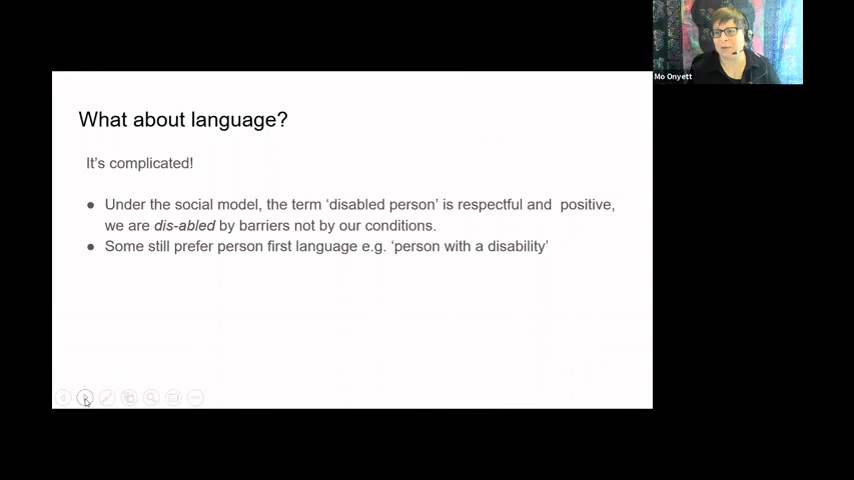 Mo Onyett
What about language?
It's complicated!
● Under the social model, the term ‘disabled person’ is respectful and  positive,
we are dis-abled by barriers not by our conditions.
● Some still prefer person first language e.g. ‘person with a disability’